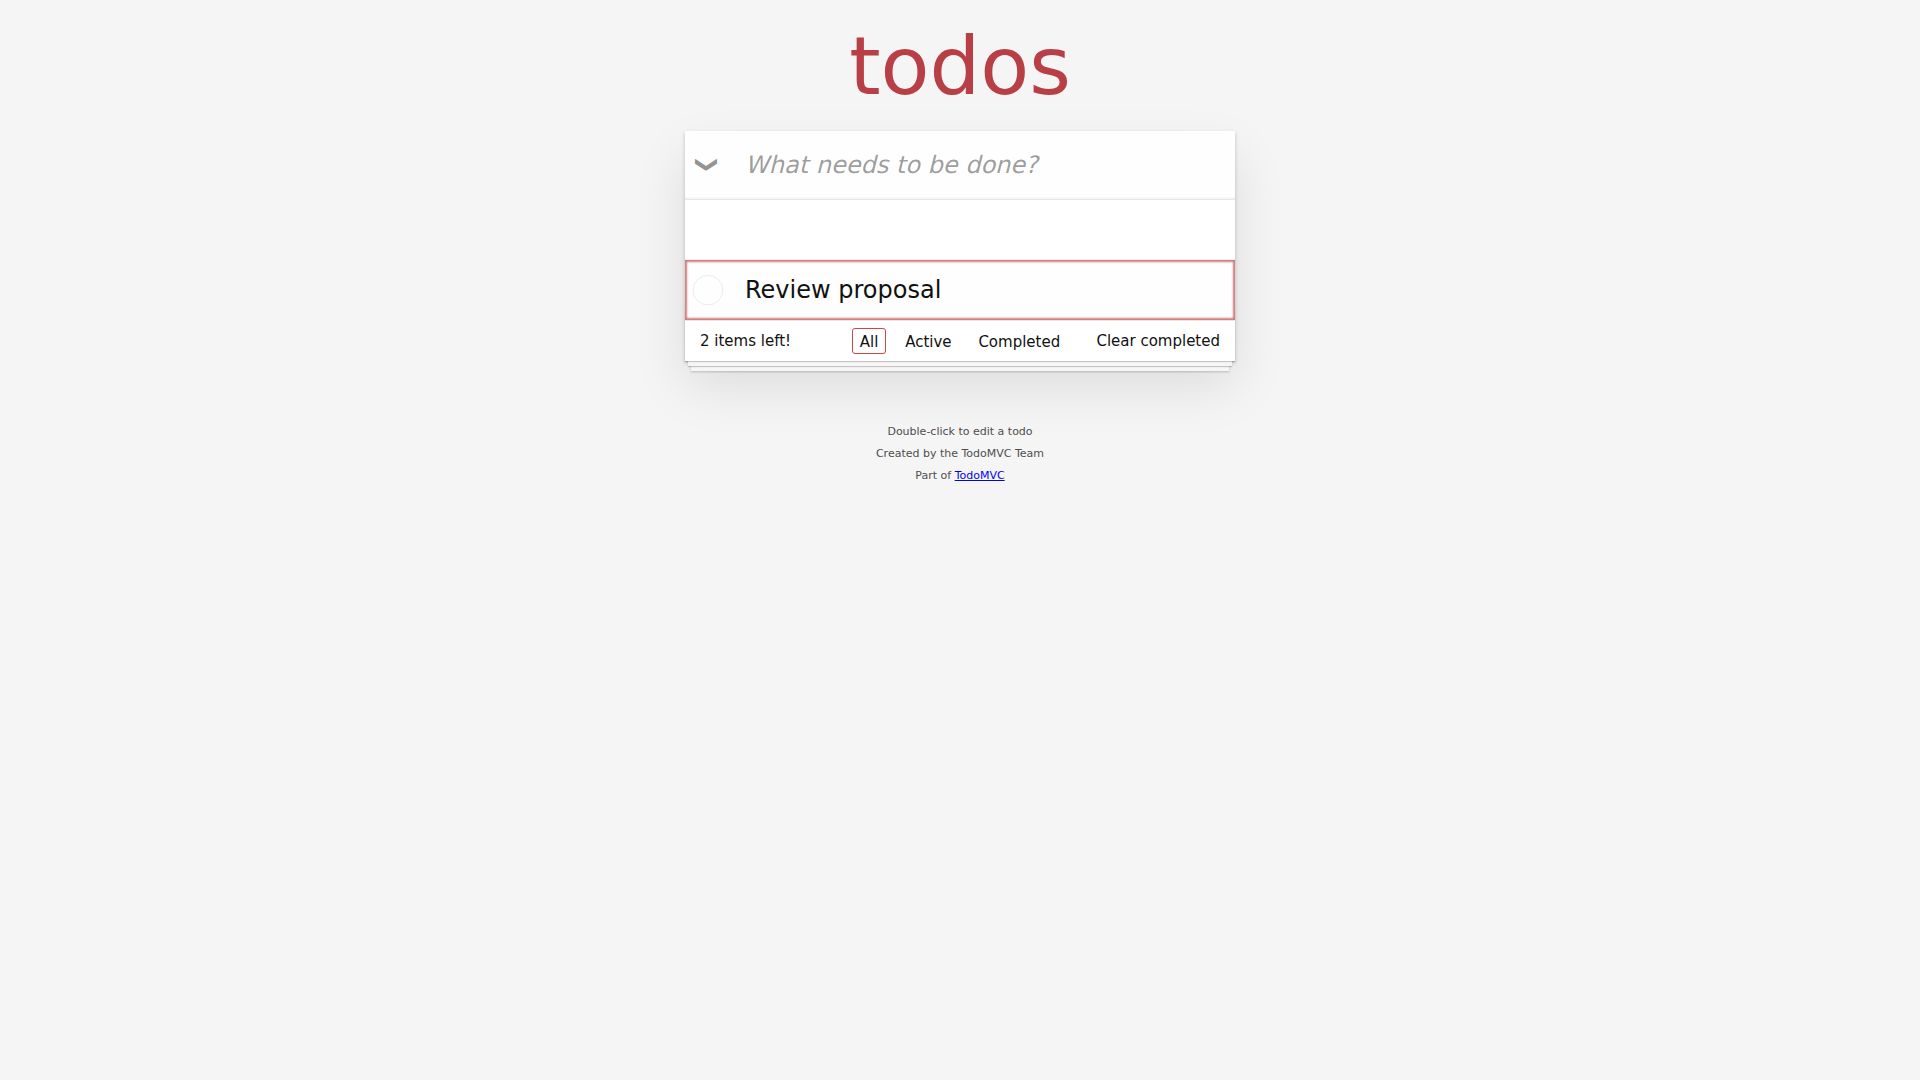 todos
What needs to be done?
Review proposal
2 items left!
All
Active
Completed
Clear completed
Double-click to edit a todo
Created by the TodoMVC Team
Part of TodoMVC